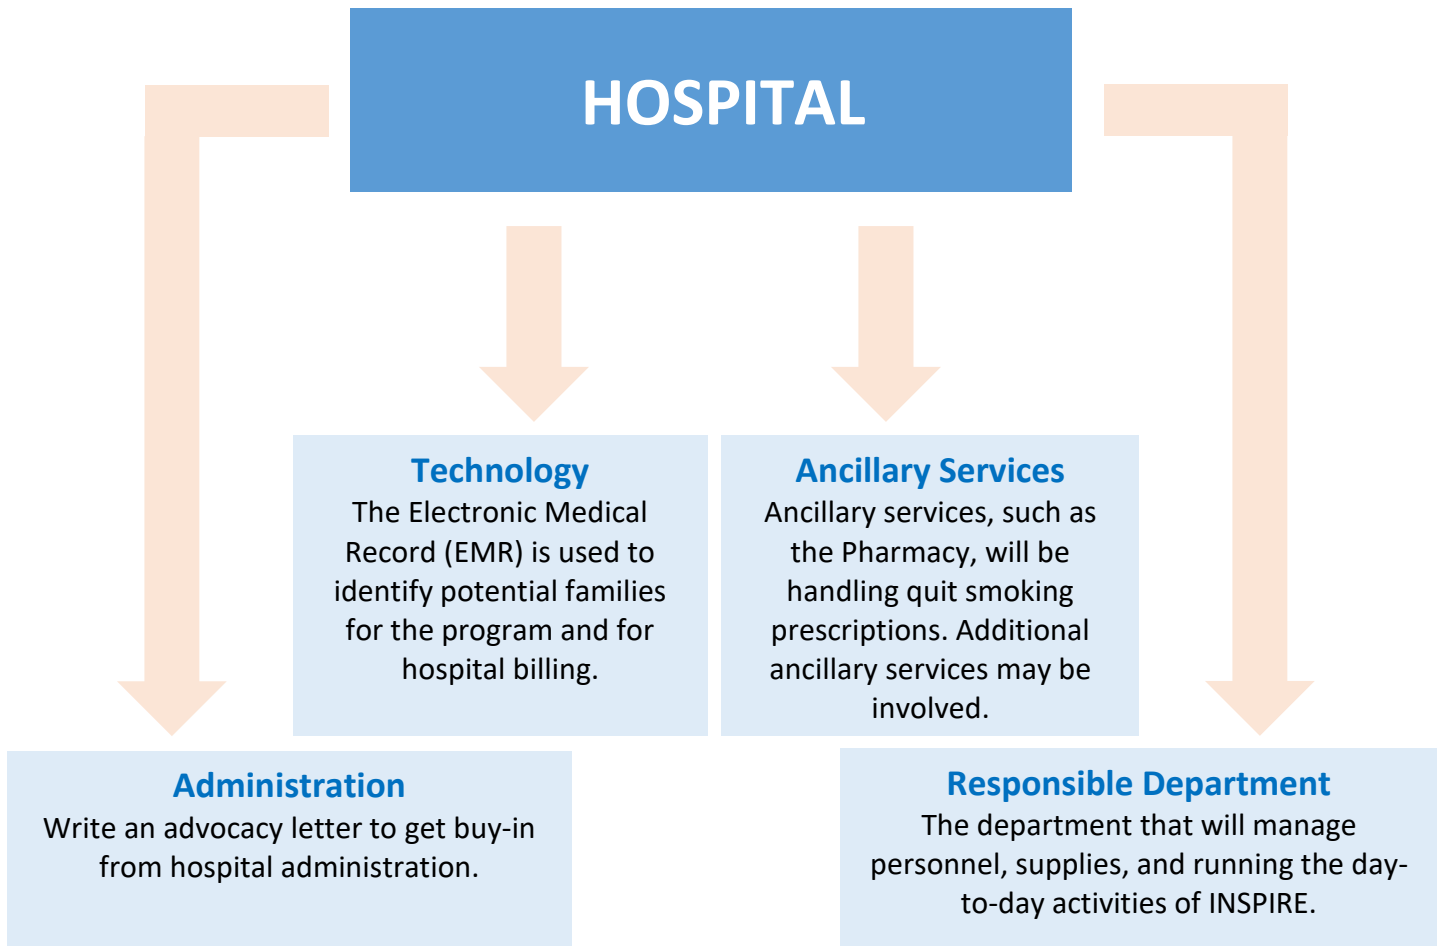 HOSPITAL
Technology
The Electronic Medical
Record (EMR) is used to
identify potential families
for the program and for
hospital billing.
Ancillary Services
Ancillary services, such as
the Pharmacy, will be
handling quit smoking
prescriptions. Additional
ancillary services may be
involved.
Administration
Write an advocacy letter to get buy-in
from hospital administration.
Responsible Department
The department that will manage
personnel, supplies, and running the day-
to-day activities of INSPIRE.